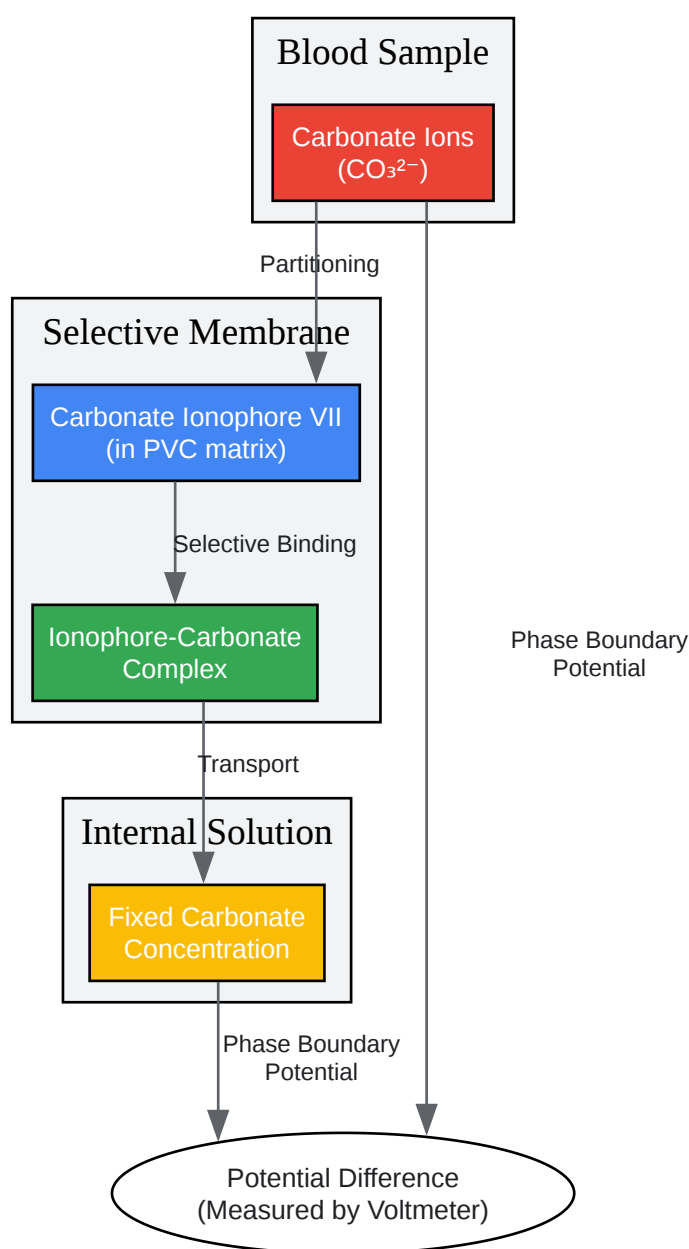 Blood Sample
Carbonate Ions
(CO₃²⁻)
Partitioning
Selective Membrane
Carbonate Ionophore VII
(in PVC matrix)
Selective Binding
Ionophore-Carbonate
Complex
Phase Boundary
Potential
Transport
Internal Solution
Fixed Carbonate
Concentration
Phase Boundary
Potential
Potential Difference
(Measured by Voltmeter)